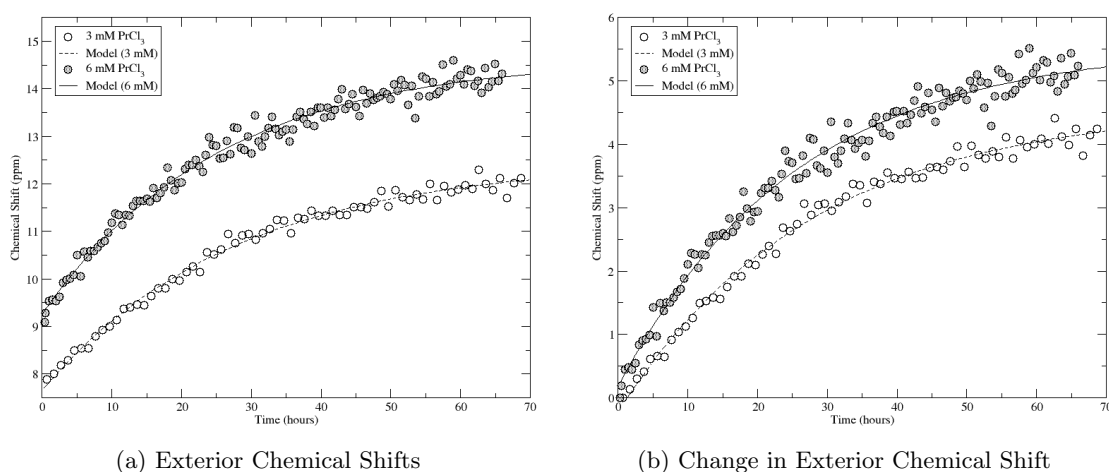 15
14
13
12
11
10
9
8
Chemical Shift (ppm)
3 mM PrCl3
Model (3 mM)
6 mM PrCl3
Model (6 mM)
0 10 20 30 40 50 60 70
Time (hours)
(a) Exterior Chemical Shifts
6
5
4
3
2
1
0
Chemical Shift (ppm)
3 mM PrCl3
Model (3 mM)
6 mM PrCl3
Model (6 mM)
0 10 20 30 40 50 60 70
Time (hours)
(b) Change in Exterior Chemical Shift